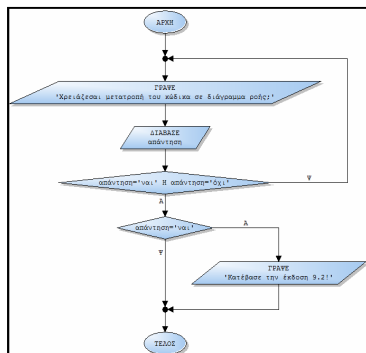 ΑΡΧΗ
ΓΡΑΨΕ
'Χρειάζεσαι μετατροπή του κώδικα σε διάγραμμα ροής;'
ΔΙΑΒΑΣΕ
απάντηση
απάντηση='ναι' Η απάντηση='όχι'
Ψ
Α
απάντηση='ναι'
Α
Ψ
ΓΡΑΨΕ
'Κατέβασε την έκδοση 9.2!'
ΤΕΛΟΣ